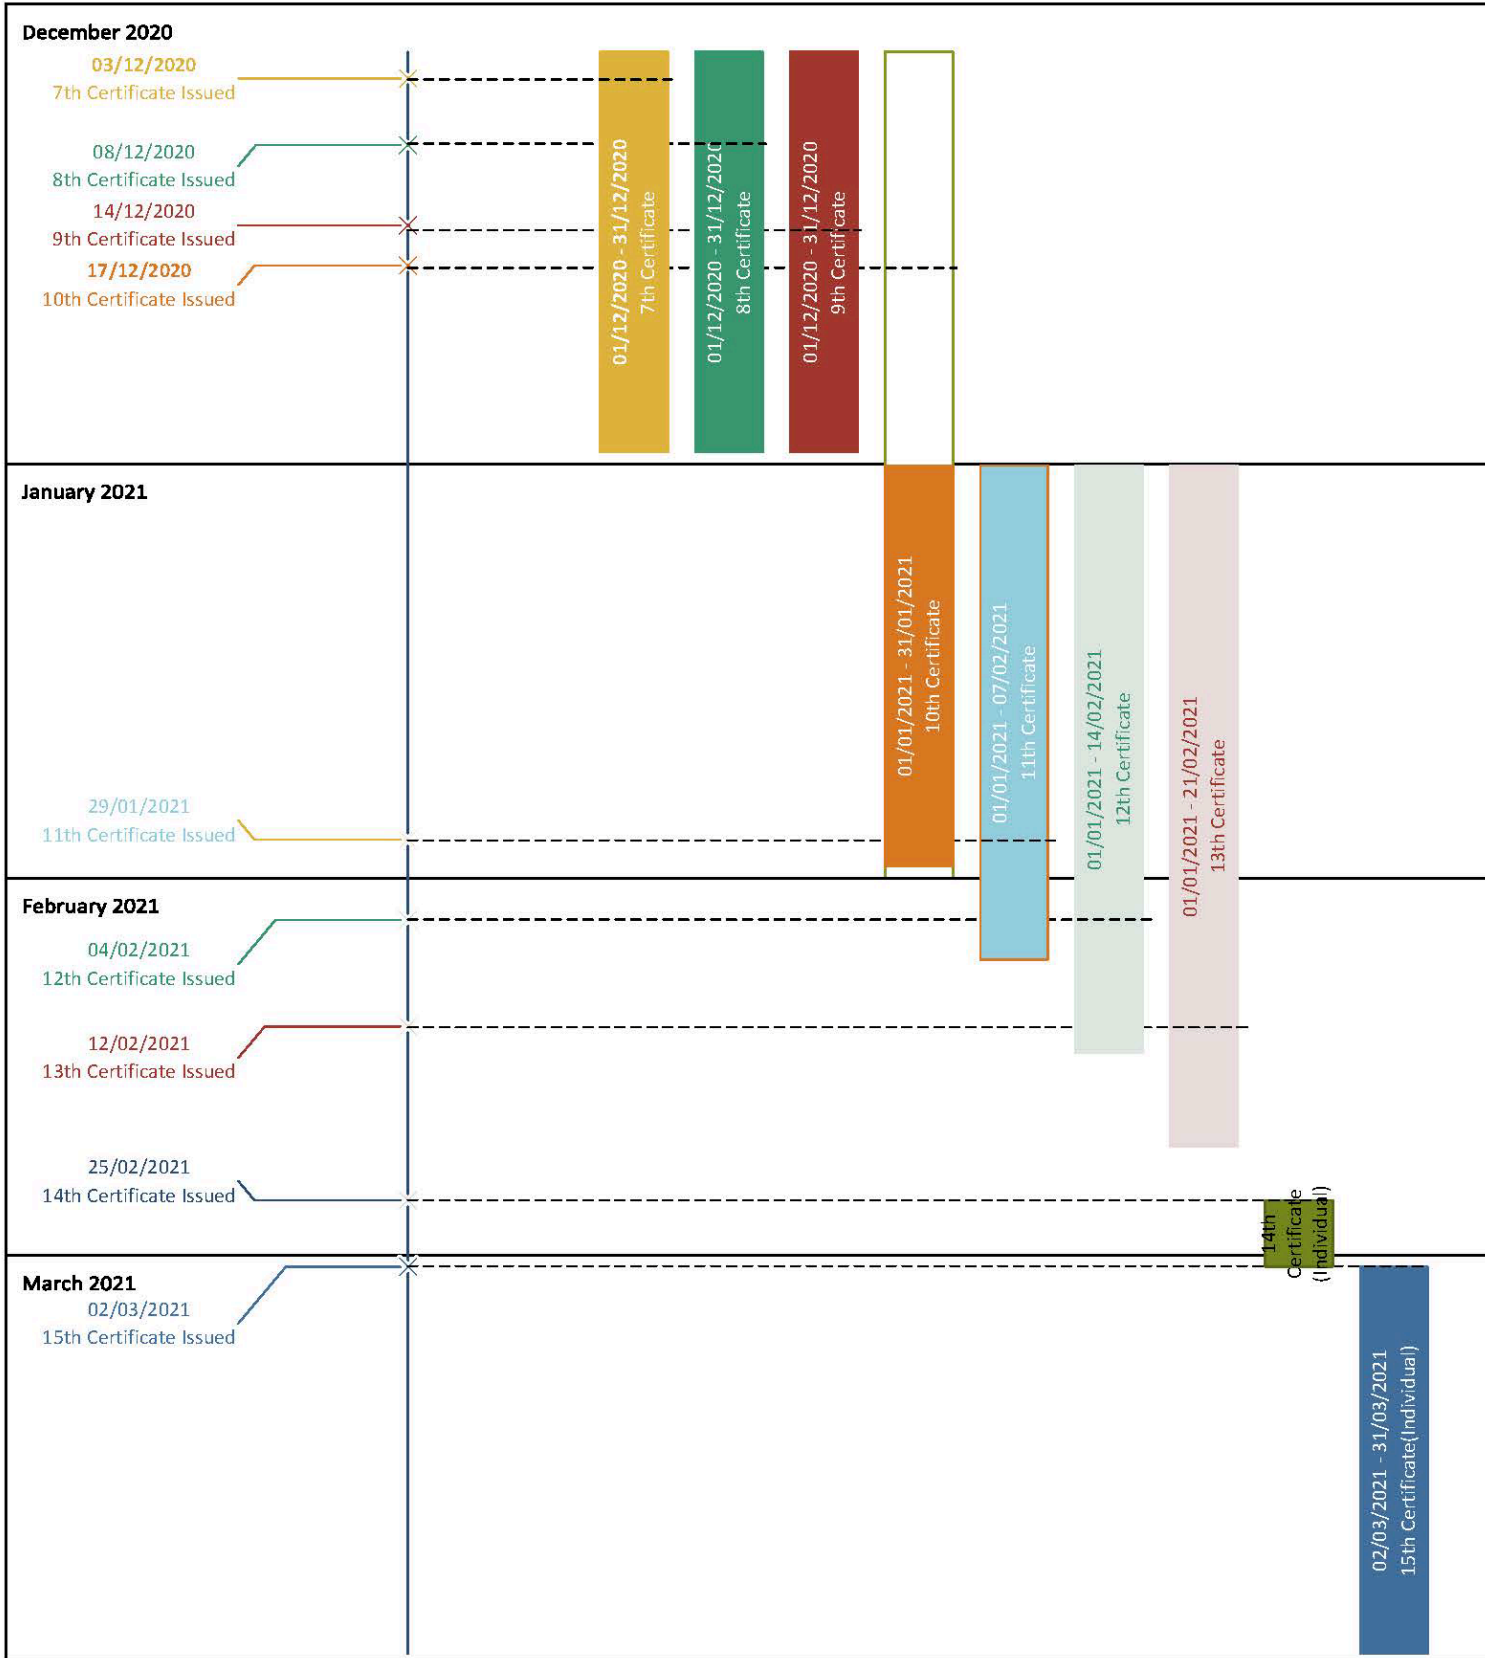 December 2020
03/12/2020
7th Certificate Issued
08/12/2020
8th Certificate Issued
14/12/2020
9th Certificate Issued
17/12/2020
10th Certificate Issued
01/12/2020 - 31/12/2020
7th Certificate
01/12/2020 - 31/12/2020
8th Certificate
01/12/2020 - 31/12/2020
9th Certificate
January 2021
29/01/2021
11th Certificate Issued
01/01/2021 - 31/01/2021
10th Certificate
01/01/2021 - 07/02/2021
11th Certificate
01/01/2021 - 14/02/2021
12th Certificate
01/01/2021 - 21/02/2021
13th Certificate
February 2021
04/02/2021
12th Certificate Issued
12/02/2021
13th Certificate Issued
25/02/2021
14th Certificate Issued
14th
Certificate
(Individual)
March 2021
02/03/2021
15th Certificate Issued
02/03/2021 - 31/03/2021
15th Certificate(Individual)